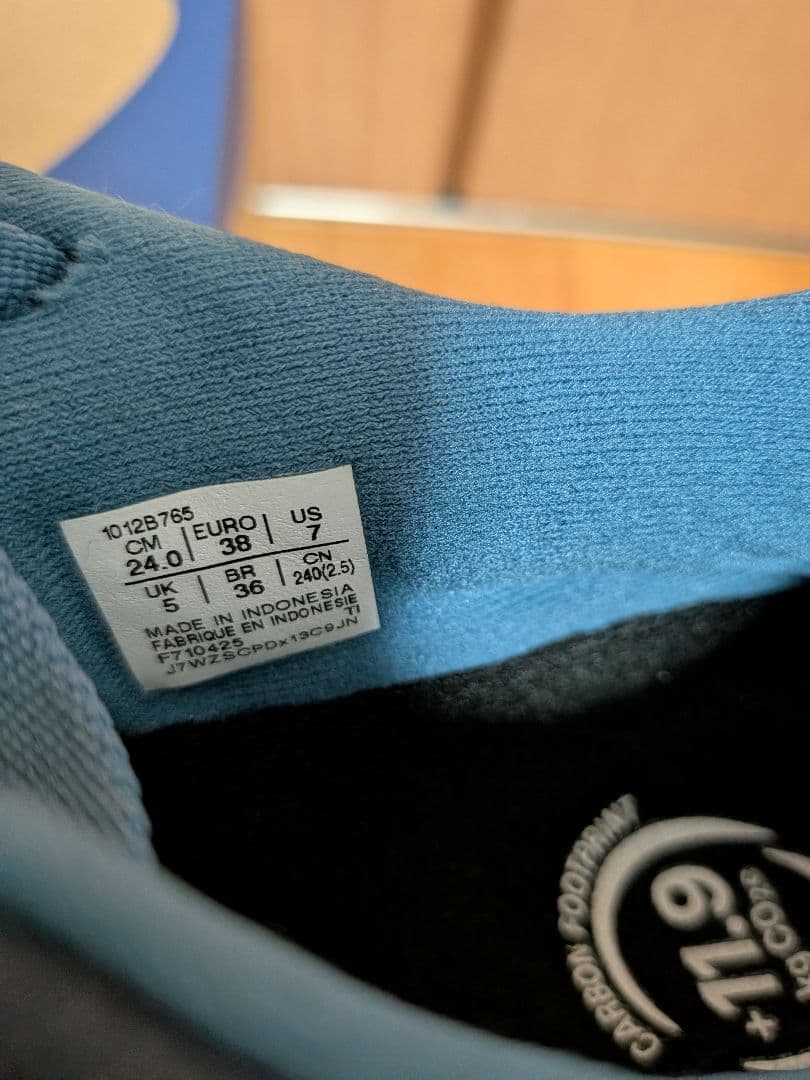 1012B765
CM | EURO | US
24.0 | 38 | 7
UK | BR | CN
5 | 36 | 240(2.5)
MADE IN INDONESIA
FABRIQUE EN INDONESIE
F710425 TI
J7WZSCPDx13C9JN
CARBON FOOTPRINT
+11.6
kg CO2e